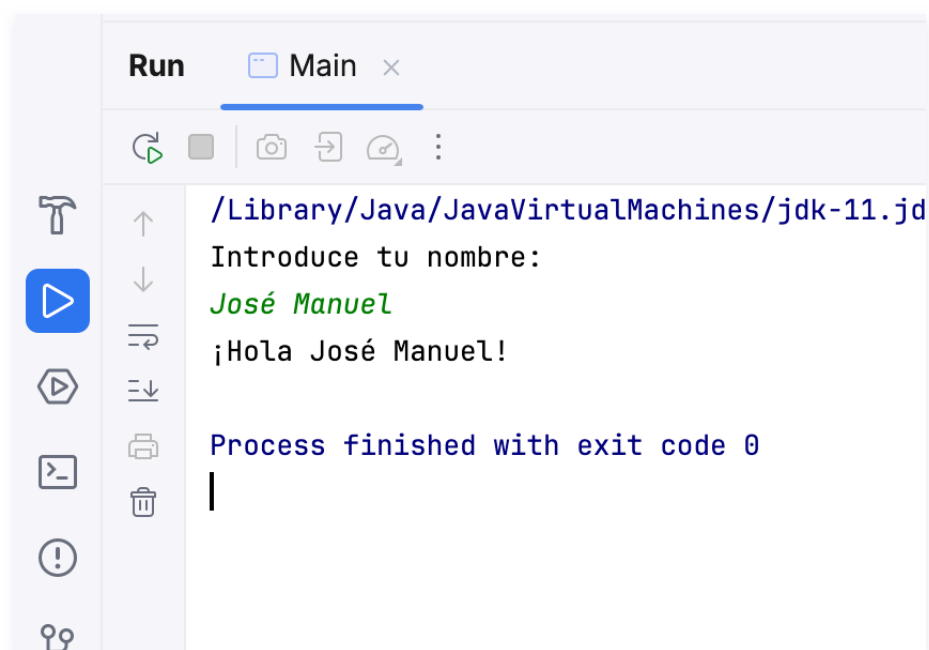 Run Main
/Library/Java/JavaVirtualMachines/jdk-11.jd
Introduce tu nombre:
José Manuel
¡Hola José Manuel!
Process finished with exit code 0